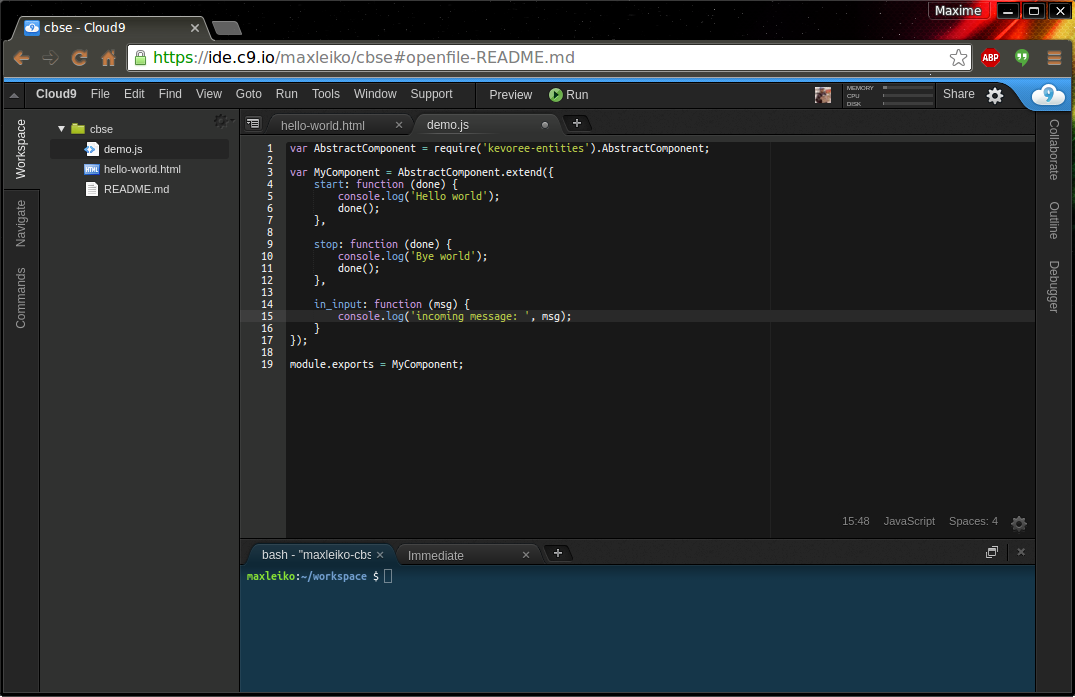 Maxime
cbse - Cloud9
https://ide.c9.io/maxleiko/cbse#openfile-README.md
ABP
Cloud9 File Edit Find View Goto Run Tools Window Support Preview Run
MEMORY
CPU
DISK
Share
9
Workspace
Navigate
Commands
cbse
demo.js
HTML hello-world.html
README.md
hello-world.html demo.js
1 var AbstractComponent = require('kevoree-entities').AbstractComponent;
2
3 var MyComponent = AbstractComponent.extend({
4     start: function (done) {
5         console.log('Hello world');
6         done();
7     },
8
9     stop: function (done) {
10         console.log('Bye world');
11         done();
12     },
13
14     in_input: function (msg) {
15         console.log('incoming message: ', msg);
16     }
17 });
18
19 module.exports = MyComponent;
15:48 JavaScript Spaces: 4
Collaborate
Outline
Debugger
bash - "maxleiko-cbs Immediate
maxleiko:~/workspace $